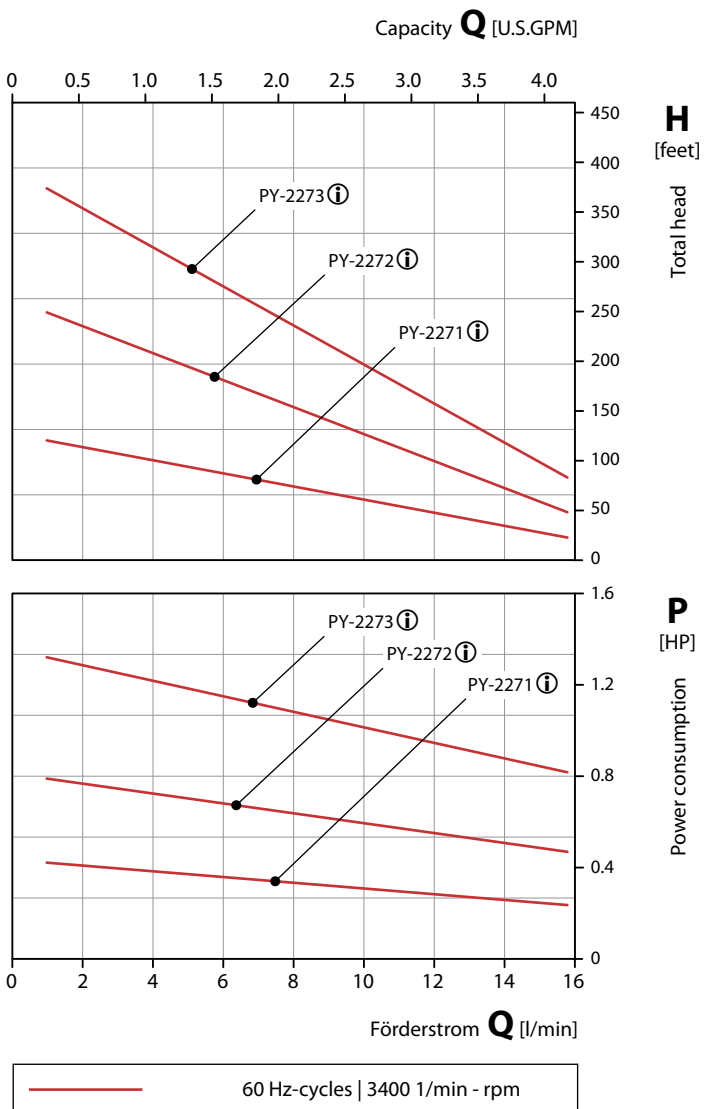 Capacity Q [U.S.GPM]
0 0.5 1.0 1.5 2.0 2.5 3.0 3.5 4.0
450
H
[feet]
400
PY-2273 ⓘ
350
Total head
PY-2272 ⓘ
300
250
PY-2271 ⓘ
200
150
100
50
0
1.6
P
[HP]
PY-2273 ⓘ
PY-2272 ⓘ
PY-2271 ⓘ
1.2
Power consumption
0.8
0.4
0
0 2 4 6 8 10 12 14 16
Förderstrom Q [l/min]
60 Hz-cycles | 3400 1/min - rpm